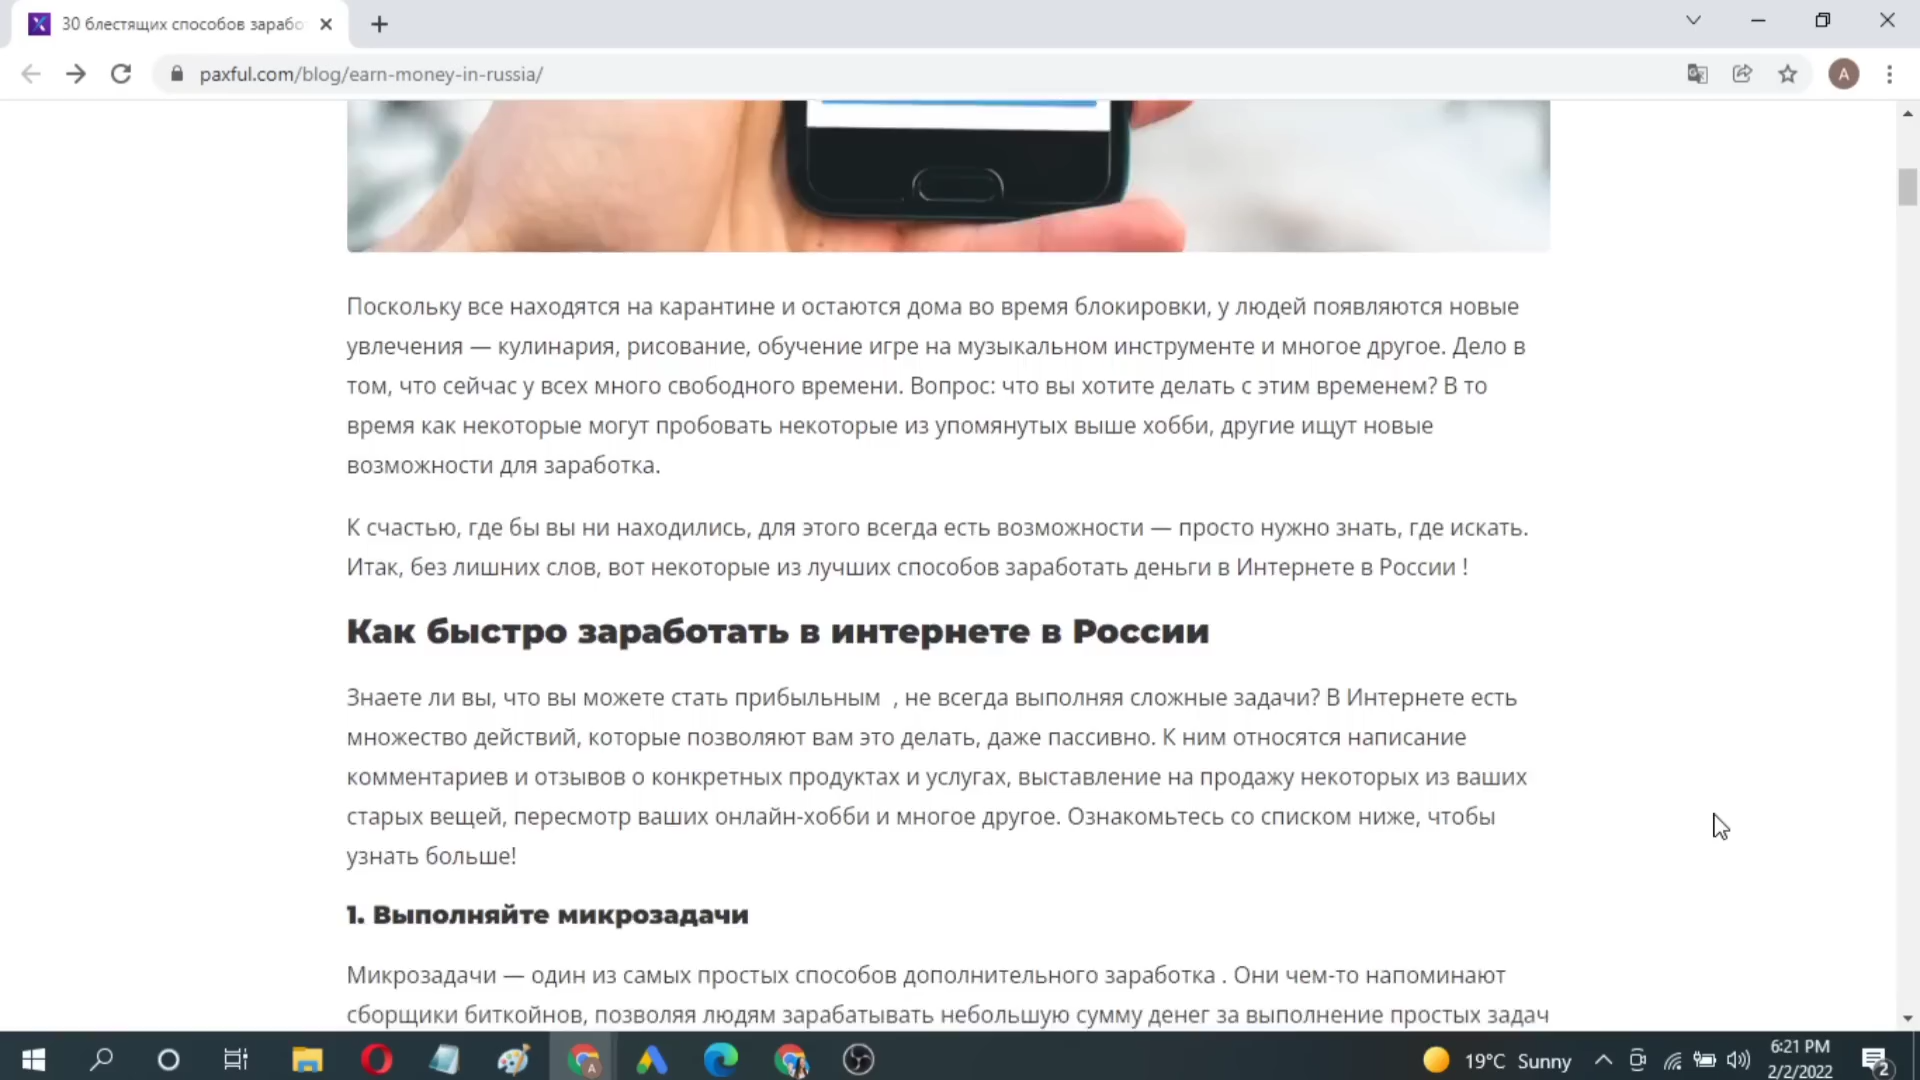 30 блестящих способов зарабо
paxful.com/blog/earn-money-in-russia/
A
Поскольку все находятся на карантине и остаются дома во время блокировки, у людей появляются новые
увлечения — кулинария, рисование, обучение игре на музыкальном инструменте и многое другое. Дело в
том, что сейчас у всех много свободного времени. Вопрос: что вы хотите делать с этим временем? В то
время как некоторые могут пробовать некоторые из упомянутых выше хобби, другие ищут новые
возможности для заработка.
К счастью, где бы вы ни находились, для этого всегда есть возможности — просто нужно знать, где искать.
Итак, без лишних слов, вот некоторые из лучших способов заработать деньги в Интернете в России !
Как быстро заработать в интернете в России
Знаете ли вы, что вы можете стать прибыльным , не всегда выполняя сложные задачи? В Интернете есть
множество действий, которые позволяют вам это делать, даже пассивно. К ним относятся написание
комментариев и отзывов о конкретных продуктах и услугах, выставление на продажу некоторых из ваших
старых вещей, пересмотр ваших онлайн-хобби и многое другое. Ознакомьтесь со списком ниже, чтобы
узнать больше!
1. Выполняйте микрозадачи
Микрозадачи — один из самых простых способов дополнительного заработка . Они чем-то напоминают
сборщики биткойнов, позволяя людям зарабатывать небольшую сумму денег за выполнение простых задач
A
19°C Sunny
6:21 PM
2/2/2022
2